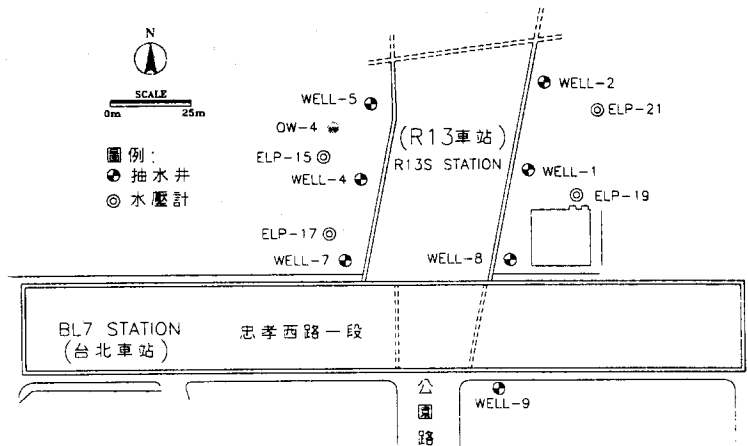 N
SCALE
0m 25m
圖例:
抽水井
水壓計
WELL-5
OW-4
ELP-15
WELL-4
ELP-17
WELL-7
(R13車站)
R13S STATION
WELL-2
ELP-21
WELL-1
ELP-19
WELL-8
BL7 STATION
(台北車站)
忠孝西路一段
公園路
WELL-9